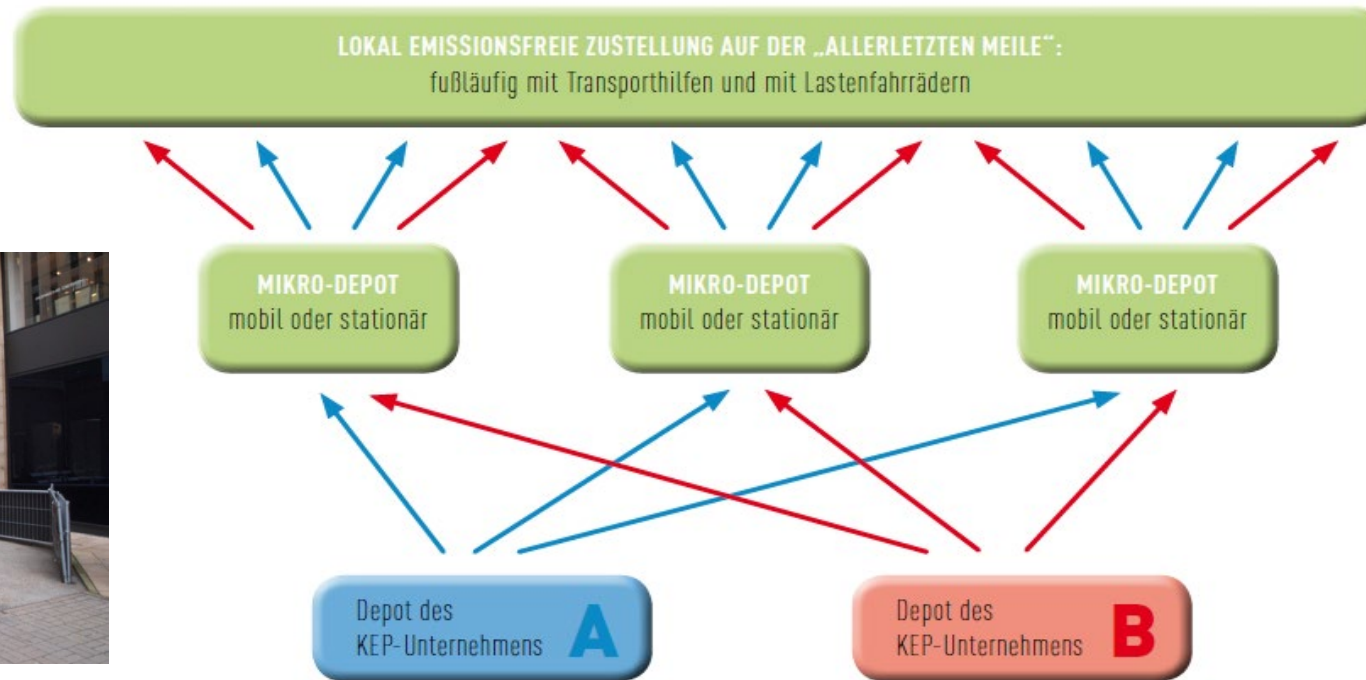 LOKAL EMISSIONSFREIE ZUSTELLUNG AUF DER „ALLERLETZTEN MEILE“:
fußläufig mit Transporthilfen und mit Lastenfahrrädern
MIKRO-DEPOT
mobil oder stationär
MIKRO-DEPOT
mobil oder stationär
MIKRO-DEPOT
mobil oder stationär
Depot des
KEP-Unternehmens A
Depot des
KEP-Unternehmens B